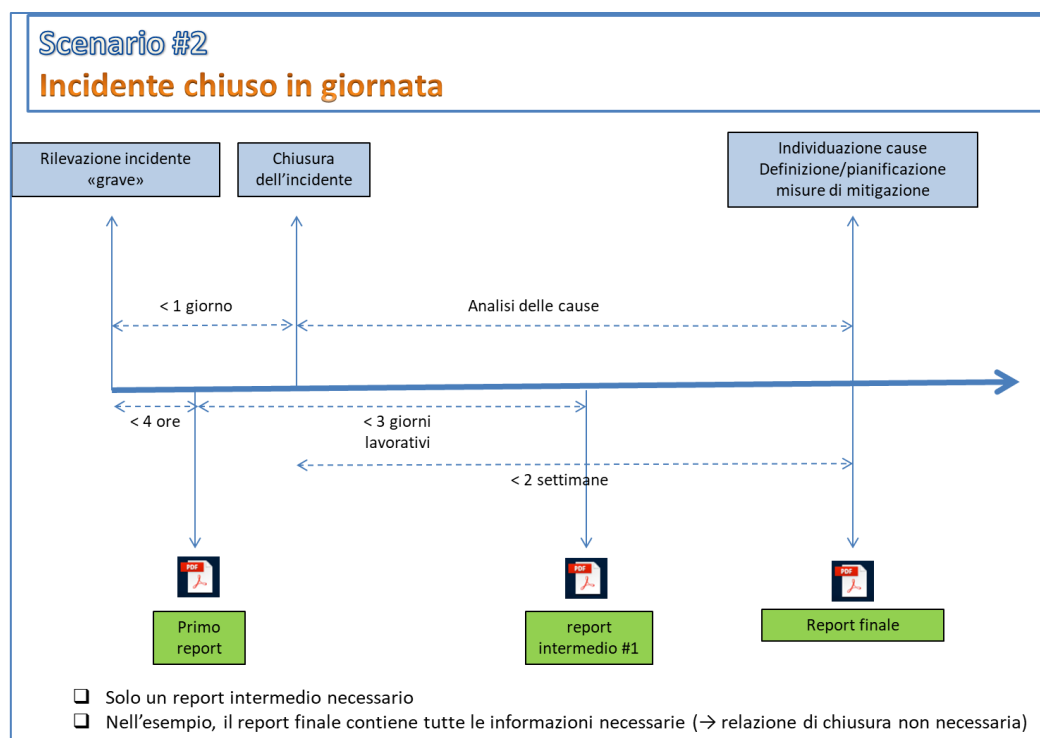 Scenario #2
Incidente chiuso in giornata
Rilevazione incidente
«grave»
Chiusura
dell'incidente
Individuazione cause
Definizione/pianificazione
misure di mitigazione
< 1 giorno
Analisi delle cause
< 4 ore
< 3 giorni
lavorativi
< 2 settimane
PDF
PDF
PDF
Primo
report
report
intermedio #1
Report finale
❑ Solo un report intermedio necessario
❑ Nell'esempio, il report finale contiene tutte le informazioni necessarie (→ relazione di chiusura non necessaria)